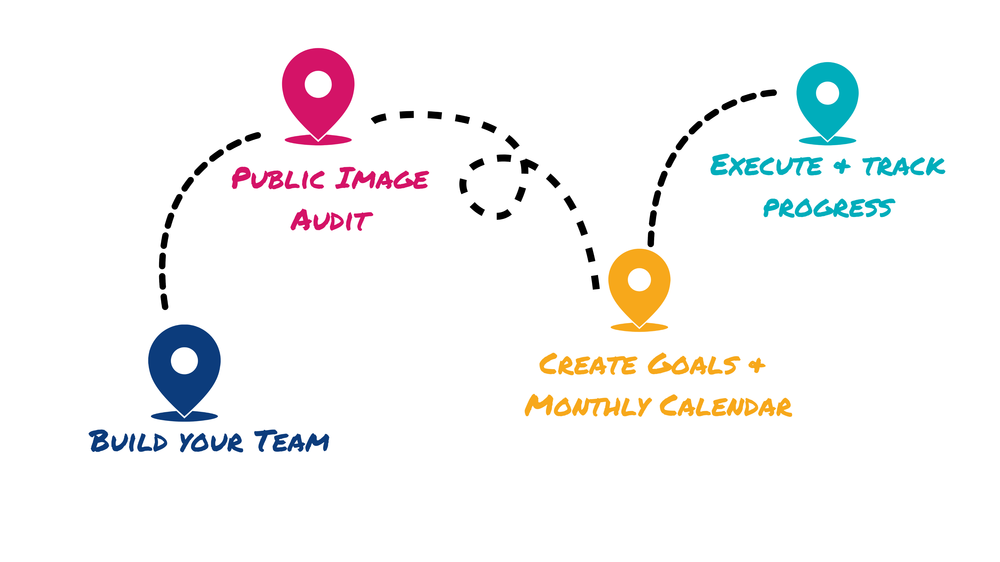 Build your Team
Public Image
Audit
Create Goals &
Monthly Calendar
Execute & track
progress